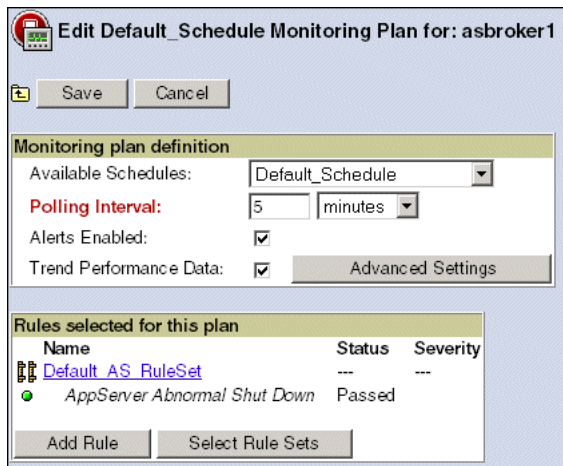 Edit Default_Schedule Monitoring Plan for: asbroker1
Save Cancel
Monitoring plan definition
Available Schedules: Default_Schedule
Polling Interval: 5 minutes
Alerts Enabled:
Trend Performance Data: Advanced Settings
Rules selected for this plan
Name Status Severity
Default_AS_RuleSet --- ---
AppServer Abnormal Shut Down Passed
Add Rule Select Rule Sets